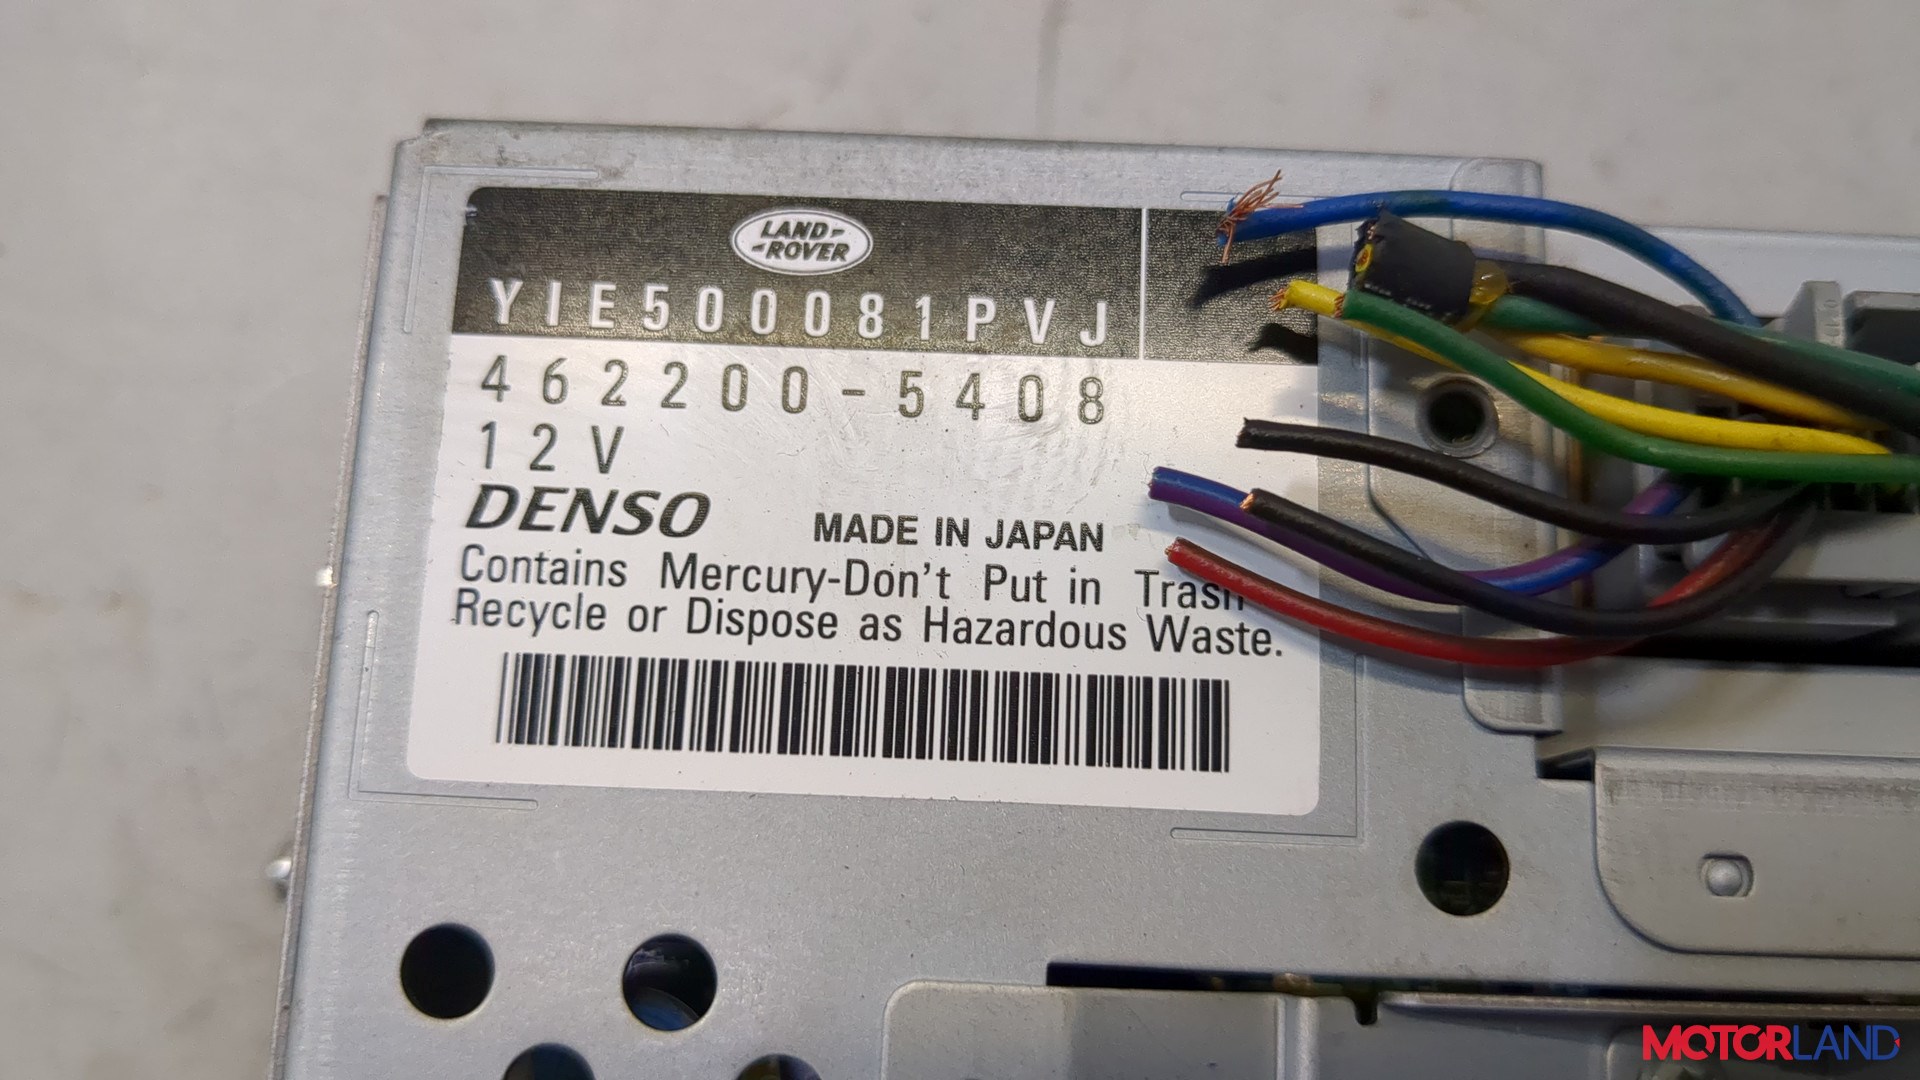 LAND-
-ROVER
YIE500081PVJ
462200-5408
12V
DENSO MADE IN JAPAN
Contains Mercury-Don't Put in Trash
Recycle or Dispose as Hazardous Waste.
MOTORLAND